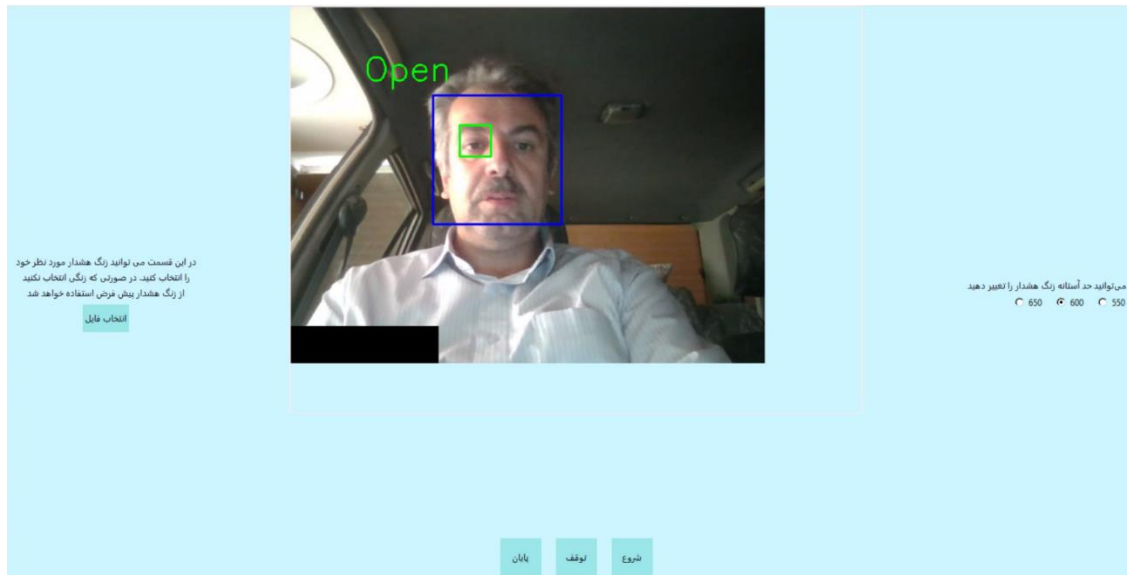 Open
در این قسمت می توانید زنگ هشدار مورد نظر خود
را انتخاب کنید. در صورتی که زنگی انتخاب نکنید
از زنگ هشدار پیش فرض استفاده خواهد شد
انتخاب فایل
می‌توانید حد آستانه زنگ هشدار را تغییر دهید
550 600 650
شروع توقف پایان